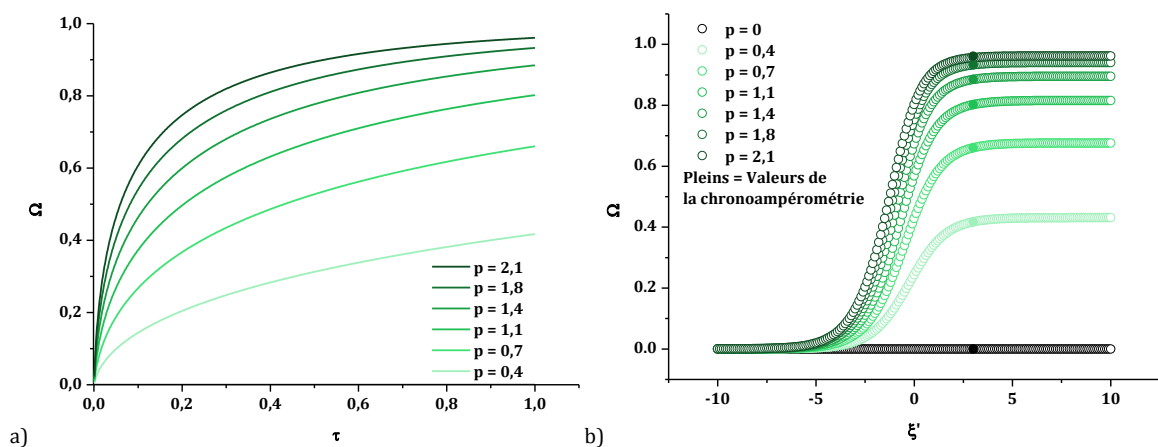 1,0
0,8
0,6
0,4
0,2
0,0
Ω
0,0
0,2
0,4
0,6
0,8
1,0
τ
p = 2,1
p = 1,8
p = 1,4
p = 1,1
p = 0,7
p = 0,4
a)
1.0
0.8
0.6
0.4
0.2
0.0
Ω
-10
-5
0
5
10
ξ'
p = 0
p = 0,4
p = 0,7
p = 1,1
p = 1,4
p = 1,8
p = 2,1
Pleins = Valeurs de
la chronoampérométrie
b)